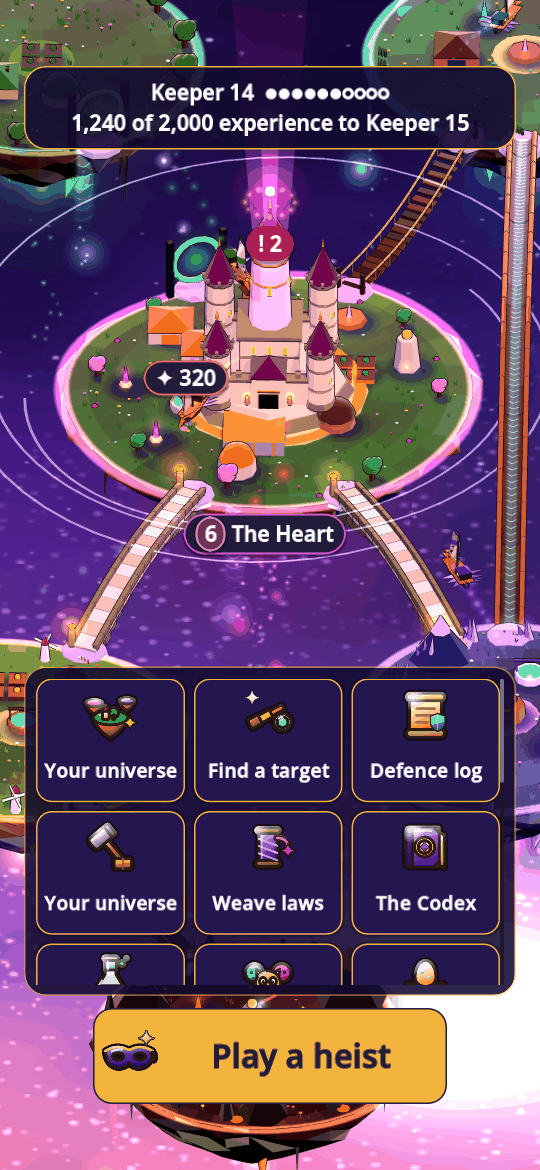 Keeper 14
1,240 of 2,000 experience to Keeper 15
! 2
320
6 The Heart
Your universe
Find a target
Defence log
Your universe
Weave laws
The Codex
Play a heist